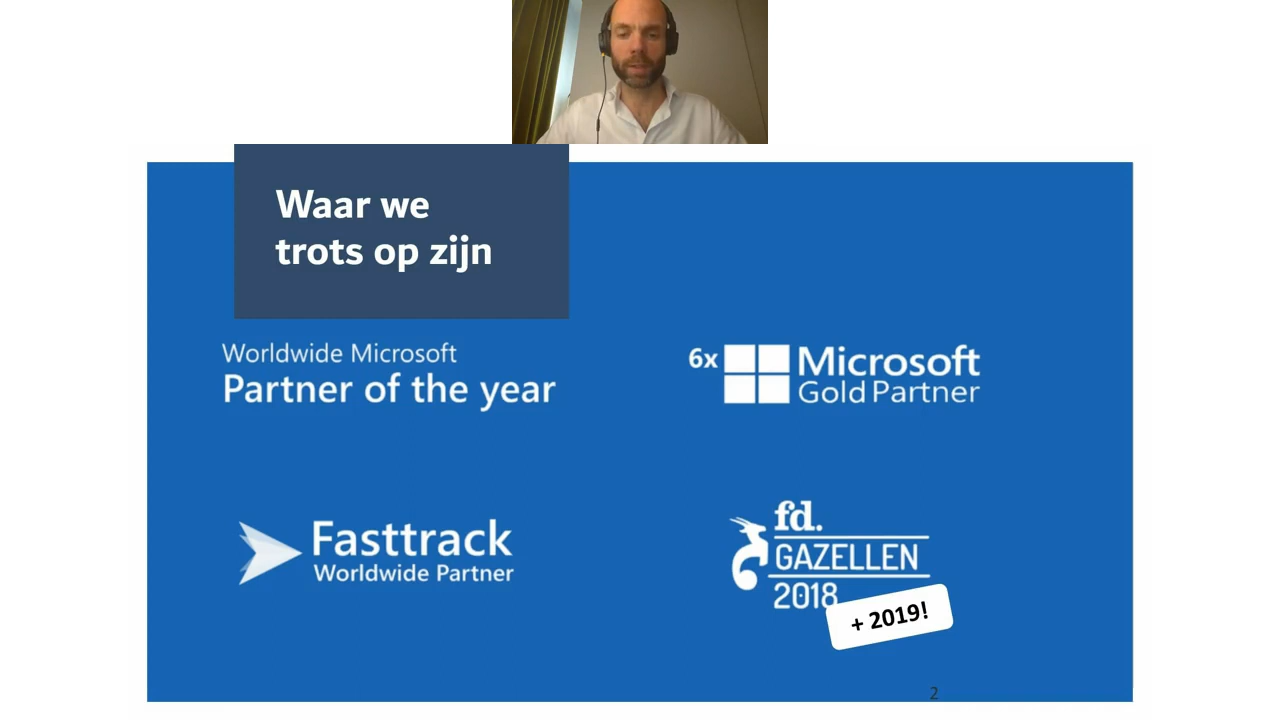 Waar we
trots op zijn
Worldwide Microsoft
Partner of the year
6x
Microsoft
Gold Partner
Fasttrack
Worldwide Partner
fd.
GAZELLEN
2018
+ 2019!
2